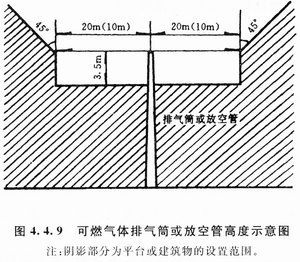 20m(10m)
20m(10m)
45°
45°
3.5m
排气筒或放空管
图 4.4.9 可燃气体排气筒或放空管高度示意图
注:阴影部分为平台或建筑物的设置范围。